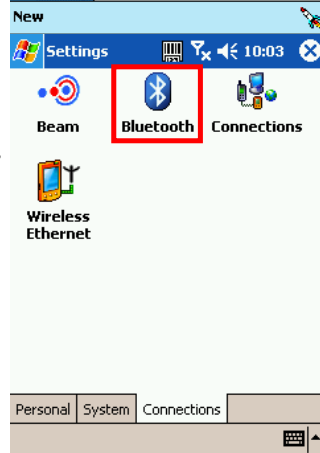 New
Settings 10:03
Beam Bluetooth Connections
Wireless
Ethernet
Personal System Connections